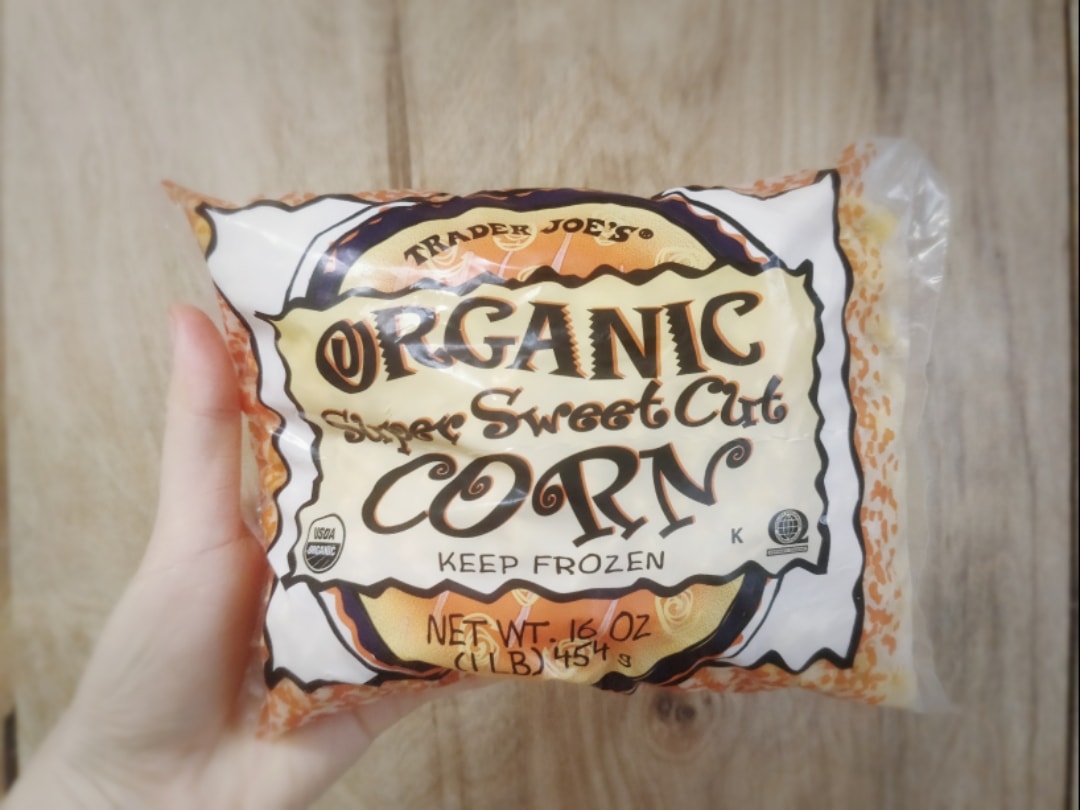 TRADER JOE'S®
ORGANIC
Super Sweet Cut
CORN
USDA
ORGANIC
K
KEEP FROZEN
NET WT. 16 OZ
(1 LB) 454 g